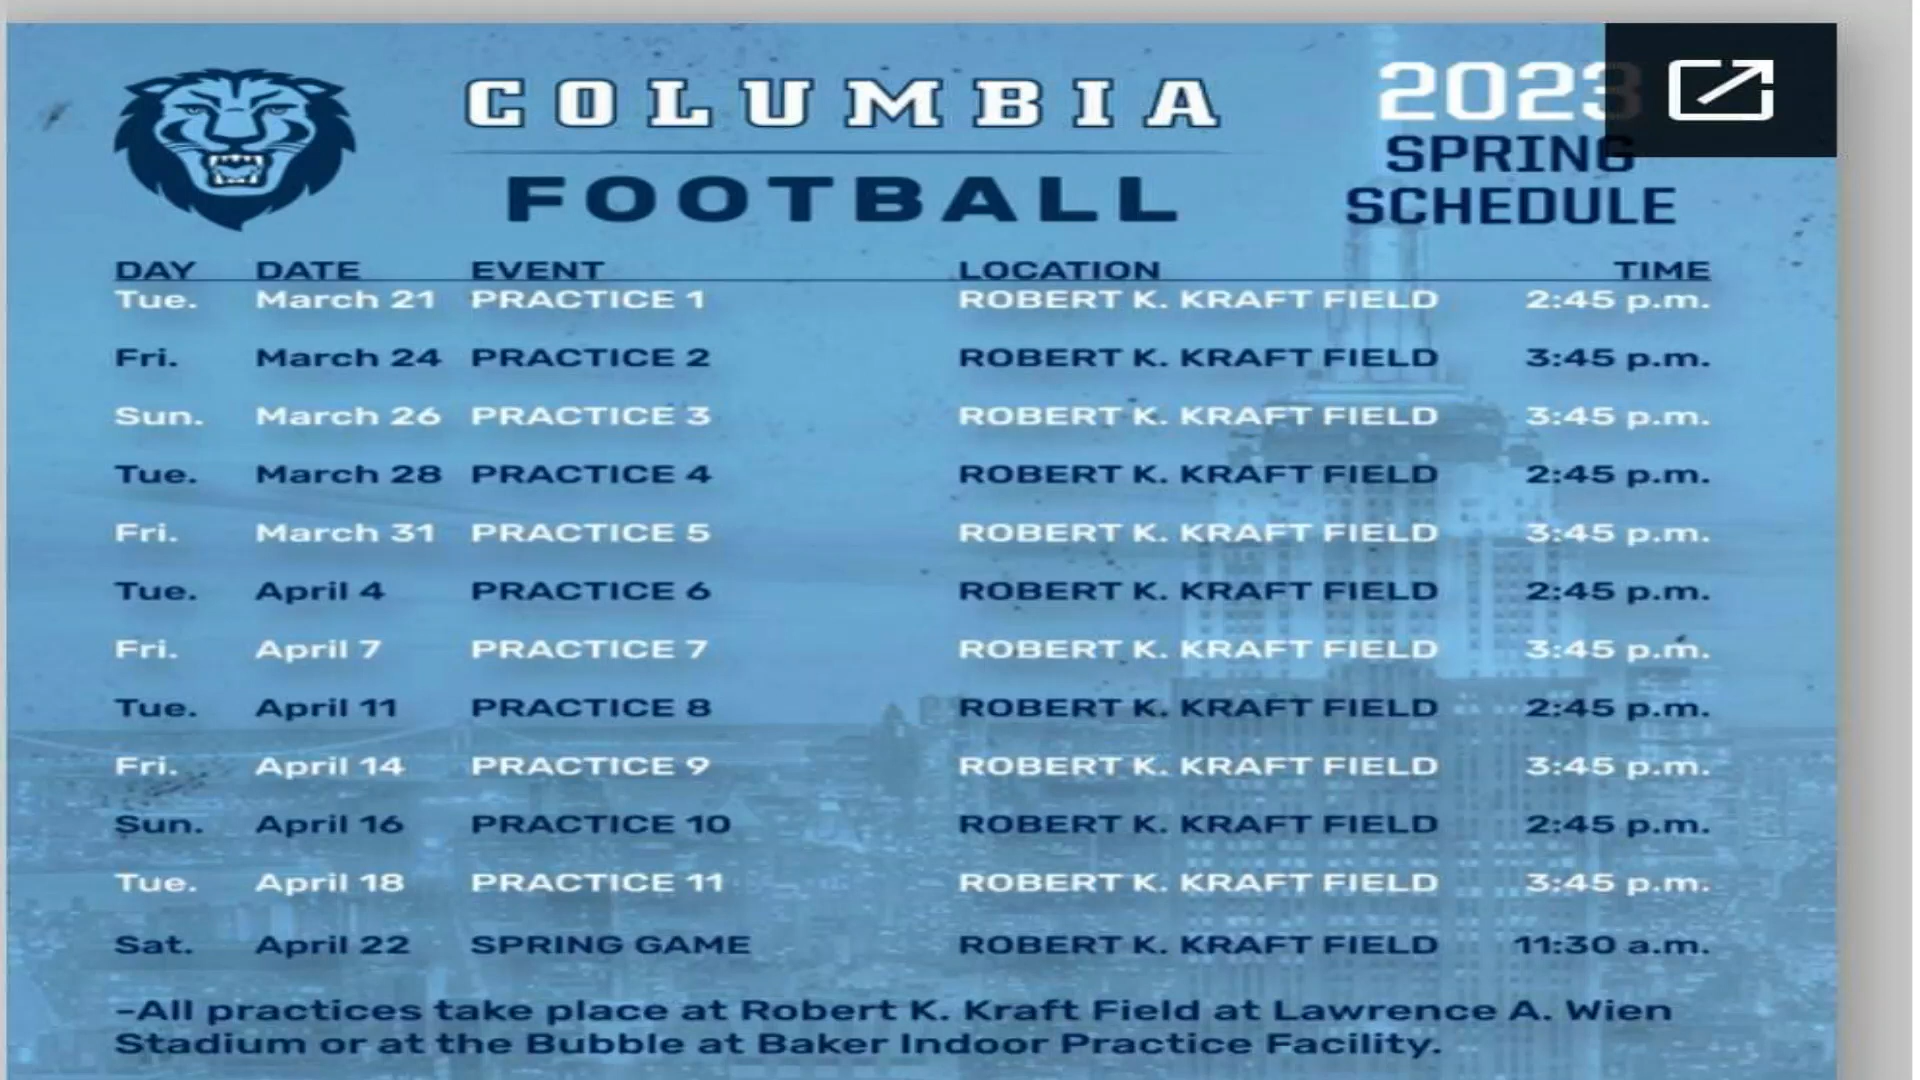 COLUMBIA
FOOTBALL
2023
SPRING
SCHEDULE
DAY DATE EVENT LOCATION TIME
Tue. March 21 PRACTICE 1 ROBERT K. KRAFT FIELD 2:45 p.m.
Fri. March 24 PRACTICE 2 ROBERT K. KRAFT FIELD 3:45 p.m.
Sun. March 26 PRACTICE 3 ROBERT K. KRAFT FIELD 3:45 p.m.
Tue. March 28 PRACTICE 4 ROBERT K. KRAFT FIELD 2:45 p.m.
Fri. March 31 PRACTICE 5 ROBERT K. KRAFT FIELD 3:45 p.m.
Tue. April 4 PRACTICE 6 ROBERT K. KRAFT FIELD 2:45 p.m.
Fri. April 7 PRACTICE 7 ROBERT K. KRAFT FIELD 3:45 p.m.
Tue. April 11 PRACTICE 8 ROBERT K. KRAFT FIELD 2:45 p.m.
Fri. April 14 PRACTICE 9 ROBERT K. KRAFT FIELD 3:45 p.m.
Sun. April 16 PRACTICE 10 ROBERT K. KRAFT FIELD 2:45 p.m.
Tue. April 18 PRACTICE 11 ROBERT K. KRAFT FIELD 3:45 p.m.
Sat. April 22 SPRING GAME ROBERT K. KRAFT FIELD 11:30 a.m.
-All practices take place at Robert K. Kraft Field at Lawrence A. Wien
Stadium or at the Bubble at Baker Indoor Practice Facility.